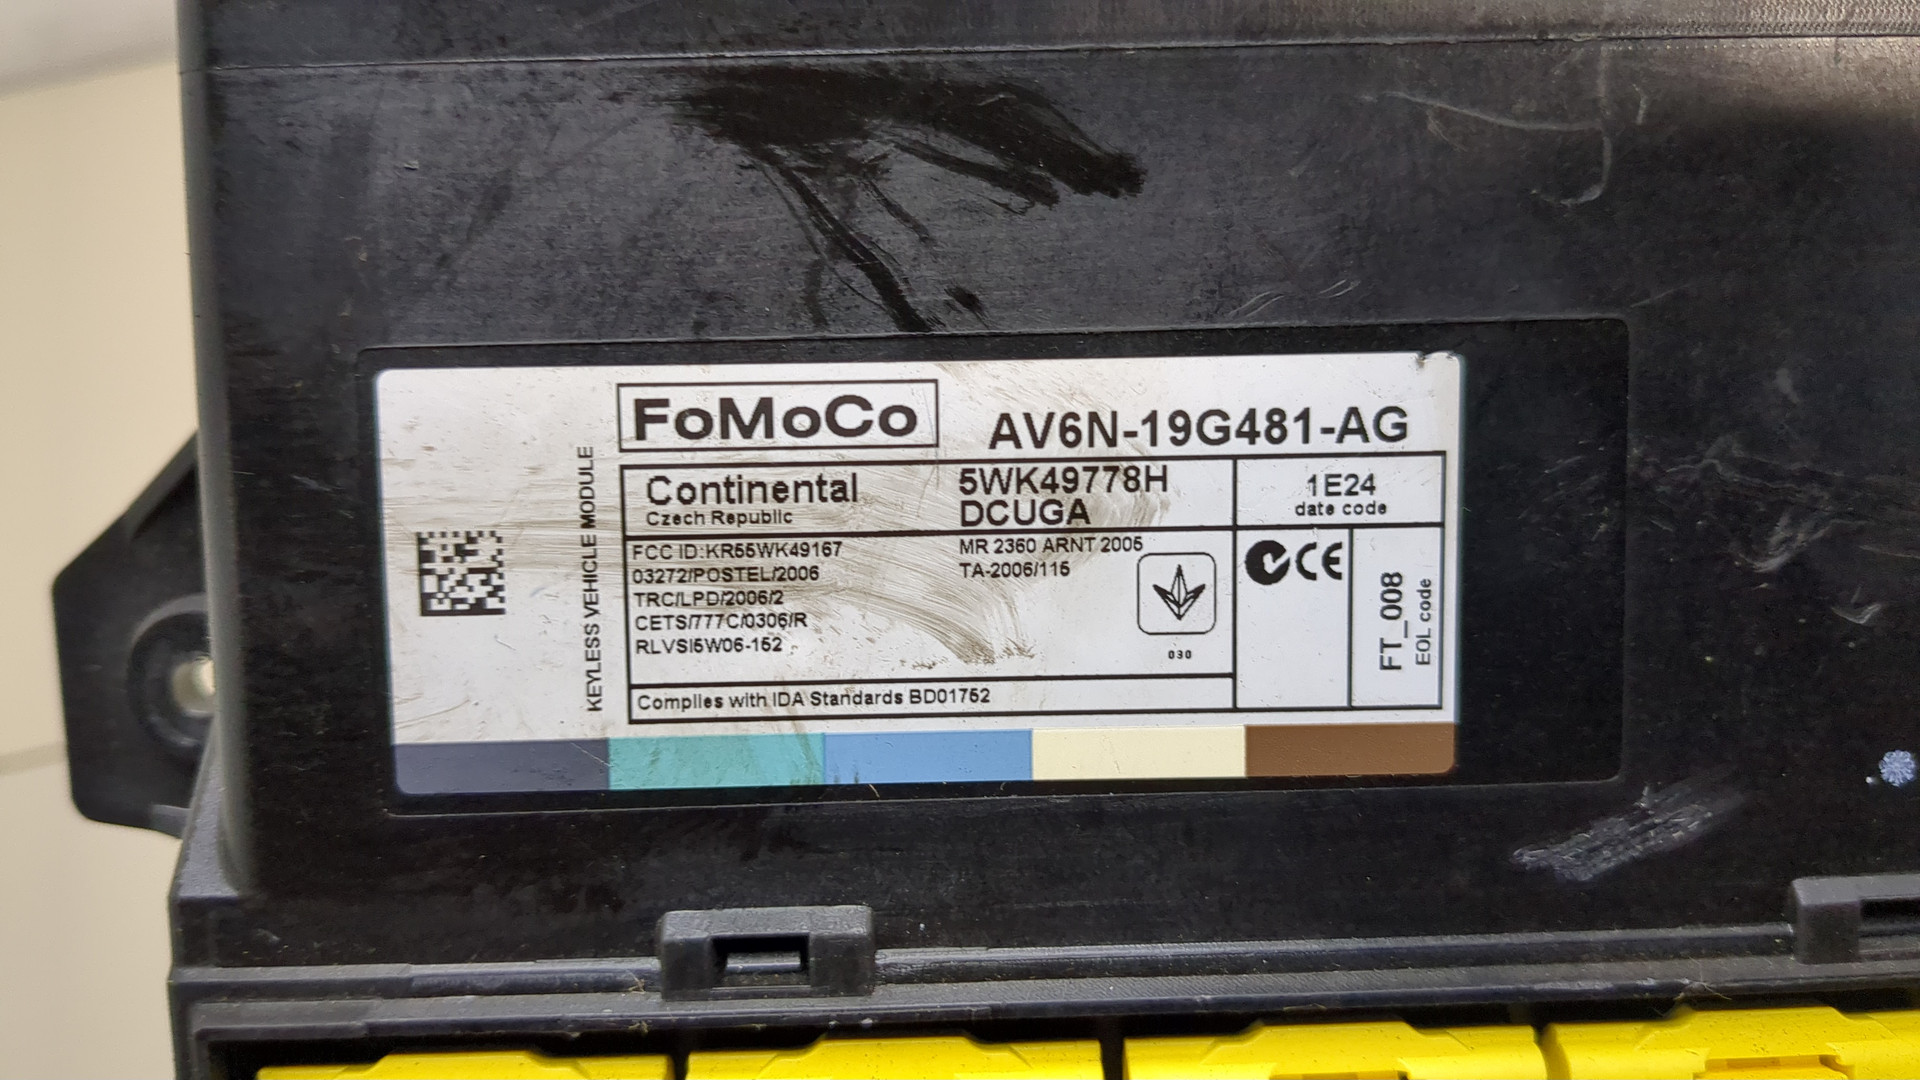 FoMoCo
AV6N-19G481-AG
KEYLESS VEHICLE MODULE
Continental
Czech Republic
5WK49778H
DCUGA
1E24
date code
FCC ID:KR55WK49167
03272/POSTEL/2006
TRC/LPD/2006/2
CETS/777C/0306/R
RLVSI5W06-152
MR 2360 ARNT 2005
TA-2006/115
030
CE
FT_008
EOL code
Complies with IDA Standards BD01752